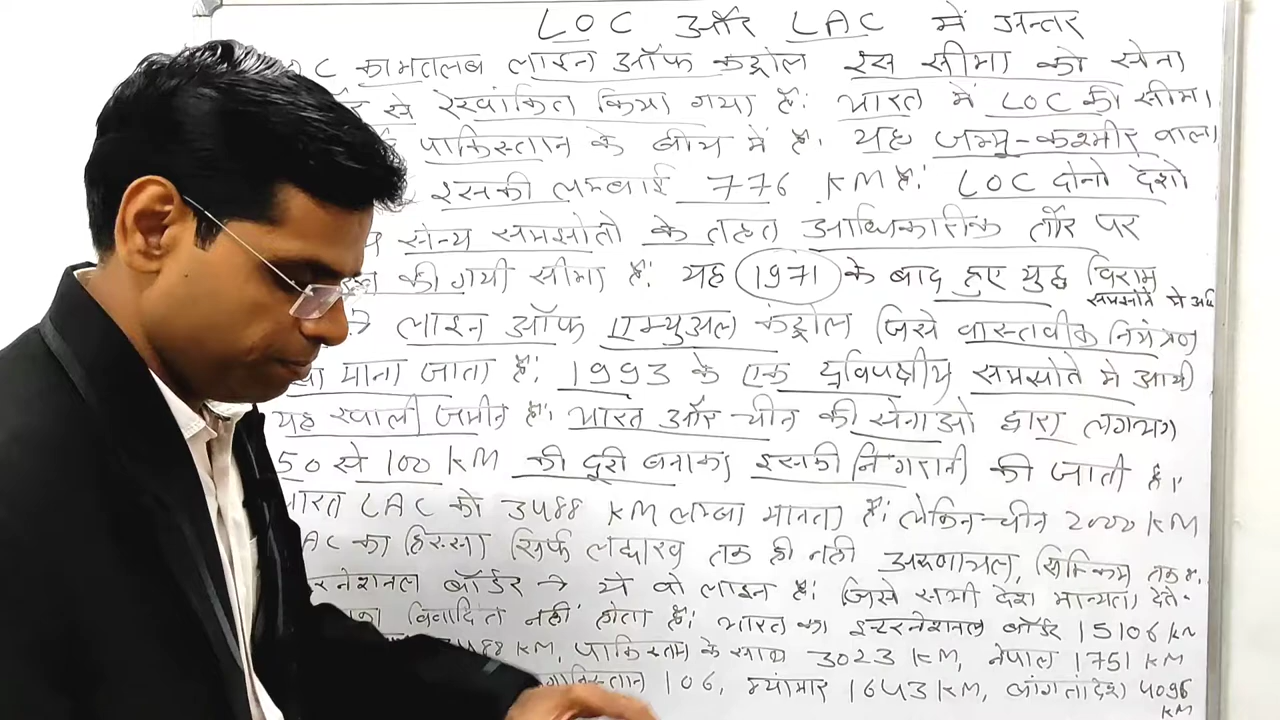 LOC और LAC में अन्तर
का मतलब लाइन ऑफ कंट्रोल इस सीमा को सेना
से रेखांकित किया गया है। भारत में LOC की सीमा
पाकिस्तान के बीच में है। यह जम्मु-कश्मीर वाला
इसकी लम्बाई 776 KM है। LOC दोनो देशो
सैन्य समझोतो के तहत आधिकारिक तौर पर
की गयी सीमा है। यह 1971 के बाद हुए युद्ध विराम
समझोते मे
लाइन ऑफ एम्युअल कंट्रोल जिसे वास्तवीक नियंत्रण
माना जाता है। 1993 के एक द्विपक्षीय समझोते मे आयी
यह खाली जमीन है। भारत और चीन की सेनाओ द्वारा लगभग
50 से 100 KM की दूरी बनाकर इसकी निगरानी की जाती है।
भारत LAC को 3488 KM लम्बा मानता है। लेकिन चीन 2000 KM
LAC का हिस्सा सिर्फ लद्दाख तक ही नही अरुणाचल, सिक्किम तक है.
बॉर्डर → ये वो लाइन है। जिसे सभी देश मान्यता देते
विवादित नहीं होता है। भारत का इन्टरनेशनल बॉर्डर 15106 KM
KM, पाकिस्तान के साथ 3023 KM, नेपाल 1751 KM
106, म्यांमार 1643 KM, बांगलादेश 4096
KM